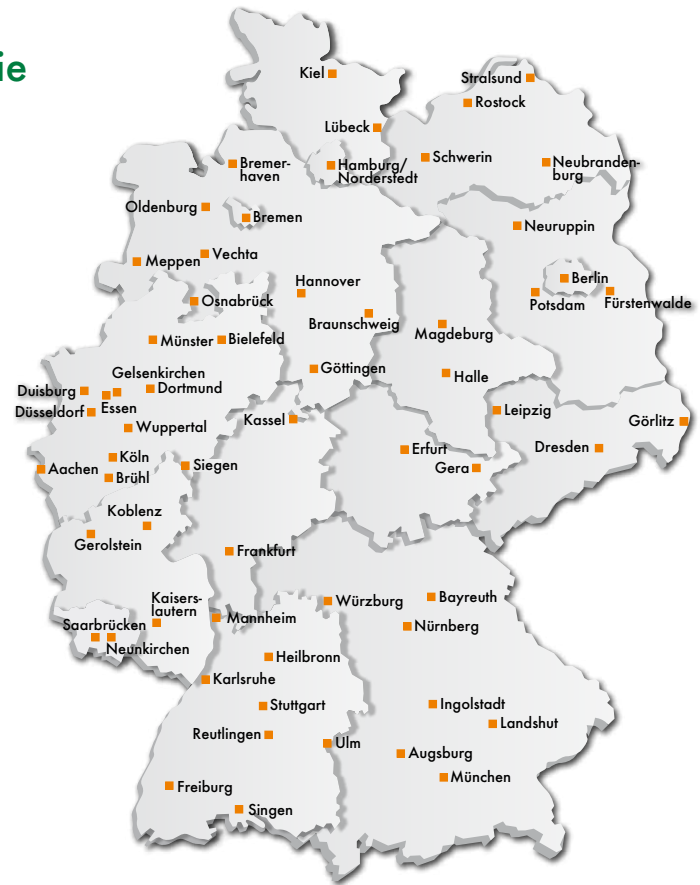 ie
Kiel
Stralsund
Rostock
Lübeck
Schwerin
Neubranden-
burg
Bremer-
haven
Hamburg/
Norderstedt
Oldenburg
Bremen
Neuruppin
Meppen
Vechta
Hannover
Berlin
Osnabrück
Potsdam
Fürstenwalde
Braunschweig
Magdeburg
Münster
Bielefeld
Göttingen
Halle
Gelsenkirchen
Duisburg
Dortmund
Essen
Düsseldorf
Leipzig
Görlitz
Kassel
Wuppertal
Dresden
Erfurt
Gera
Köln
Siegen
Aachen
Brühl
Koblenz
Gerolstein
Frankfurt
Kaisers-
lautern
Würzburg
Bayreuth
Mannheim
Saarbrücken
Nürnberg
Neunkirchen
Heilbronn
Karlsruhe
Stuttgart
Ingolstadt
Landshut
Reutlingen
Ulm
Augsburg
München
Freiburg
Singen